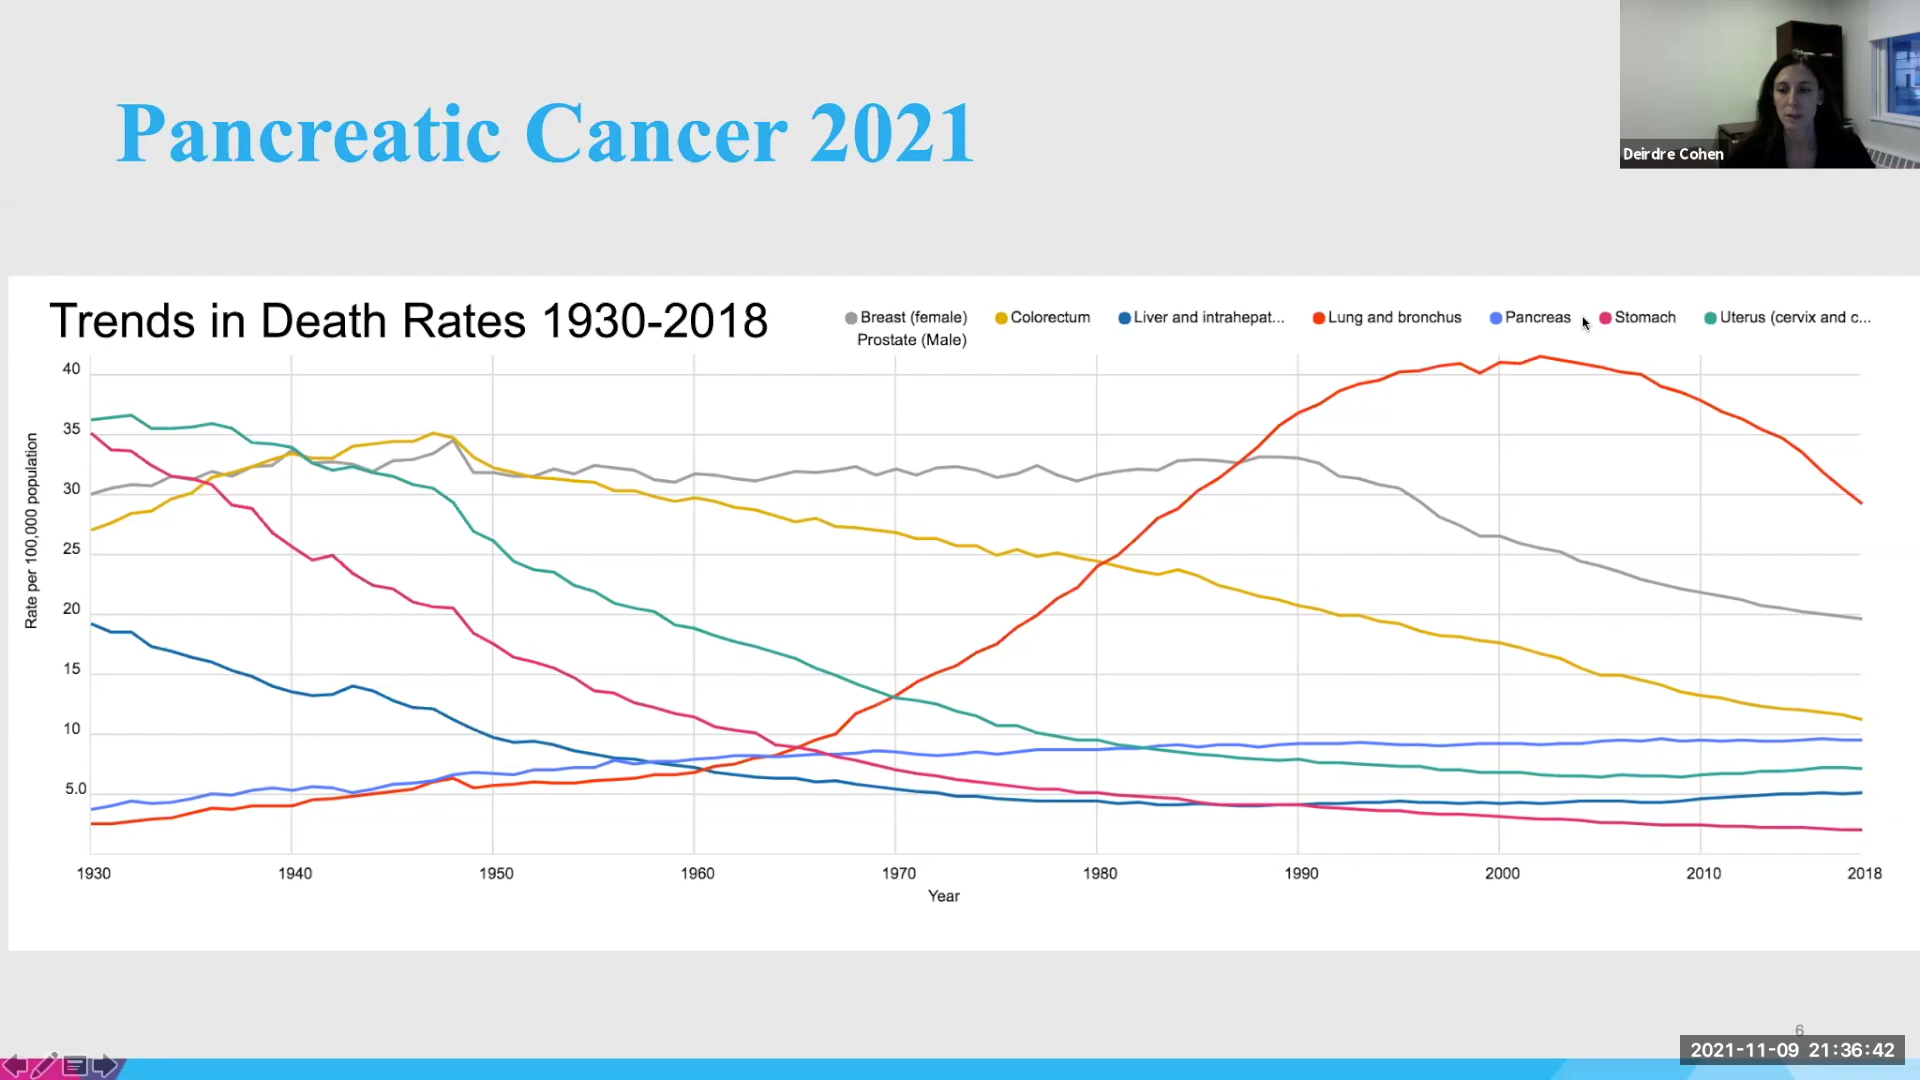 Pancreatic Cancer 2021
Deirdre Cohen
Trends in Death Rates 1930-2018
Breast (female)
Prostate (Male)
Colorectum
Liver and intrahepat...
Lung and bronchus
Pancreas
Stomach
Uterus (cervix and c...
Rate per 100,000 population
40
35
30
25
20
15
10
5.0
1930 1940 1950 1960 1970 1980 1990 2000 2010 2018
Year
6
2021-11-09 21:36:42